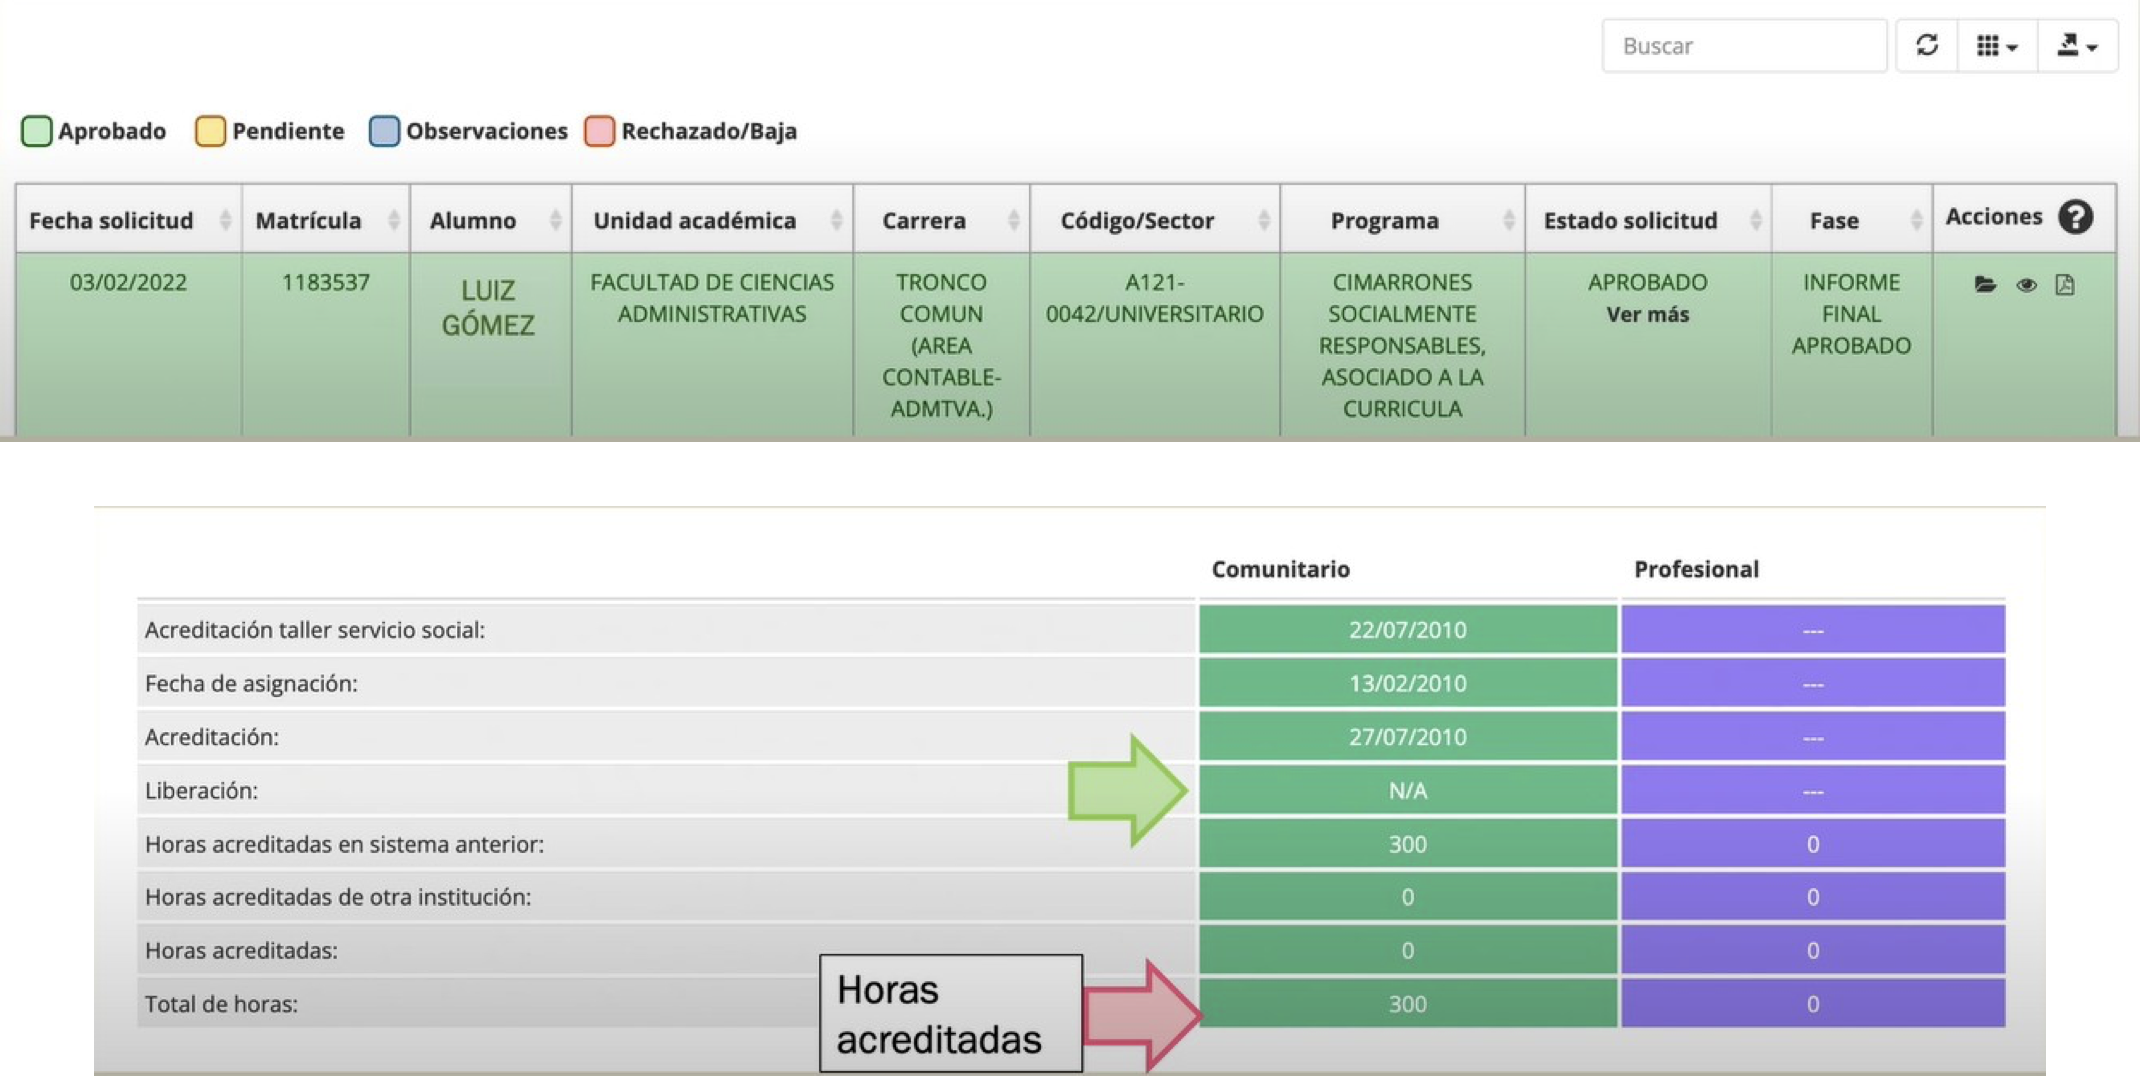 Buscar
Aprobado Pendiente Observaciones Rechazado/Baja
Fecha solicitud Matrícula Alumno Unidad académica Carrera Código/Sector Programa Estado solicitud Fase Acciones ?
03/02/2022 1183537 LUIZ GÓMEZ FACULTAD DE CIENCIAS ADMINISTRATIVAS TRONCO COMUN (AREA CONTABLE-ADMTVA.) A121-0042/UNIVERSITARIO CIMARRONES SOCIALMENTE RESPONSABLES, ASOCIADO A LA CURRICULA APROBADO Ver más INFORME FINAL APROBADO
Comunitario Profesional
Acreditación taller servicio social: 22/07/2010 ---
Fecha de asignación: 13/02/2010 ---
Acreditación: 27/07/2010 ---
Liberación: N/A ---
Horas acreditadas en sistema anterior: 300 0
Horas acreditadas de otra institución: 0 0
Horas acreditadas: 0 0
Total de horas: 300 0
Horas
acreditadas